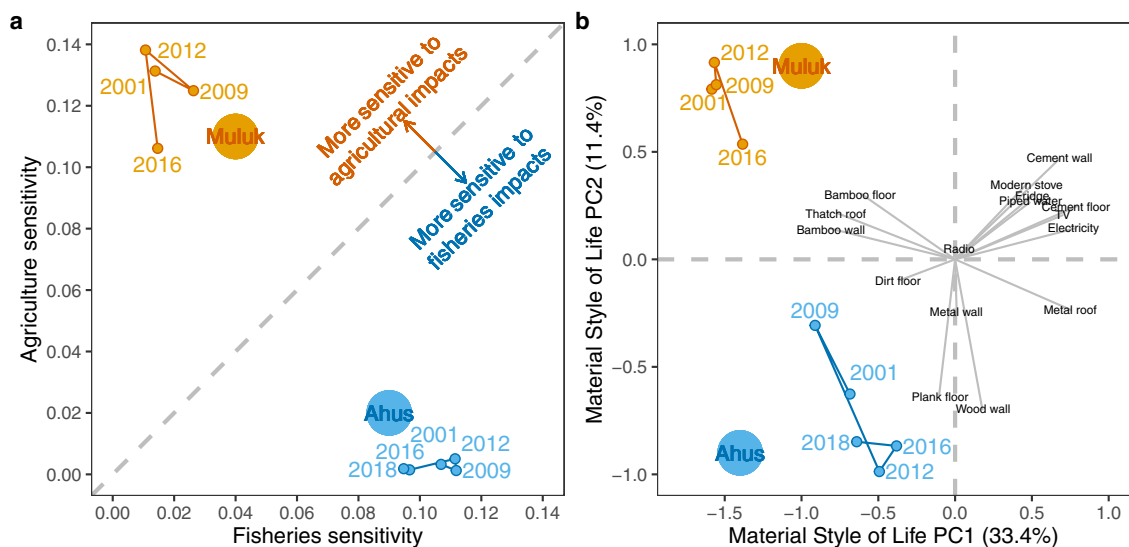 a
Agriculture sensitivity
0.14
0.12
0.10
0.08
0.06
0.04
0.02
0.00
2012
2001
2009
Muluk
2016
More sensitive to
agricultural impacts
More sensitive to
fisheries impacts
Ahus
2001
2012
2016
2018
2009
0.00
0.02
0.04
0.06
0.08
0.10
0.12
0.14
Fisheries sensitivity
b
Material Style of Life PC2 (11.4%)
1.0
0.5
0.0
−0.5
−1.0
2012
Muluk
2009
2001
2016
Cement wall
Modern stove
Fridge
Piped water
Cement floor
TV
Electricity
Bamboo floor
Thatch roof
Bamboo wall
Radio
Dirt floor
Metal wall
Metal roof
2009
2001
Plank floor
Wood wall
2018
2016
Ahus
2012
−1.5
−1.0
−0.5
0.0
0.5
1.0
Material Style of Life PC1 (33.4%)